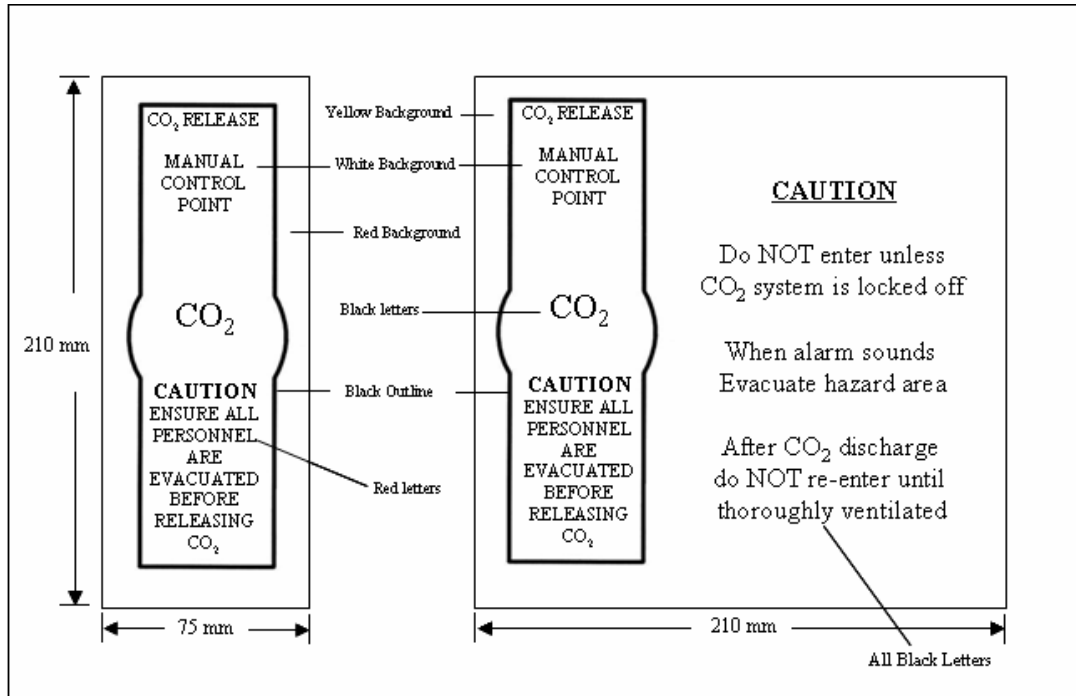 CO₂ RELEASE
MANUAL
CONTROL
POINT
CO₂
CAUTION
ENSURE ALL
PERSONNEL
ARE
EVACUATED
BEFORE
RELEASING
CO₂
210 mm
75 mm
Yellow Background
White Background
Red Background
Black letters
Black Outline
Red letters
CO₂ RELEASE
MANUAL
CONTROL
POINT
CO₂
CAUTION
ENSURE ALL
PERSONNEL
ARE
EVACUATED
BEFORE
RELEASING
CO₂
CAUTION
Do NOT enter unless
CO₂ system is locked off
When alarm sounds
Evacuate hazard area
After CO₂ discharge
do NOT re-enter until
thoroughly ventilated
210 mm
All Black Letters